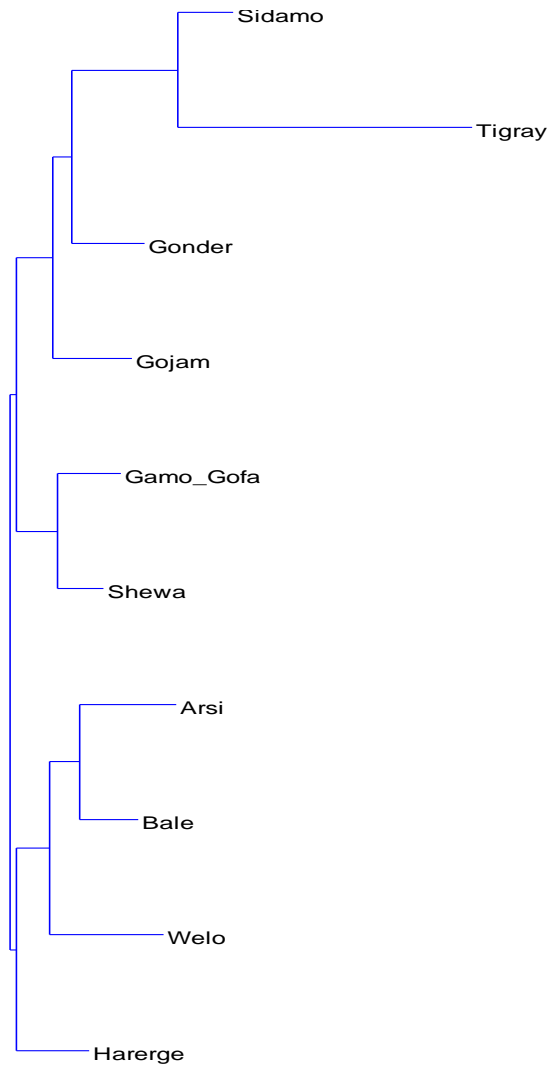 Sidamo
Tigray
Gonder
Gojam
Gamo_Gofa
Shewa
Arsi
Bale
Welo
Harerge